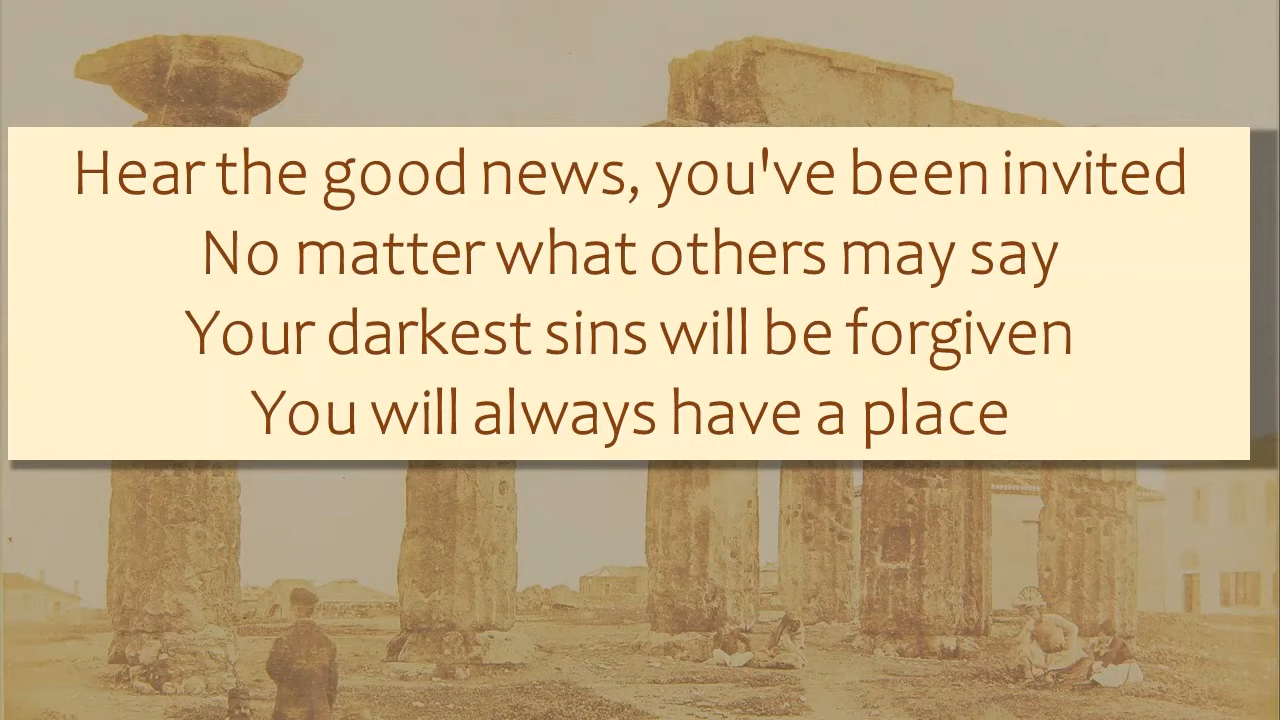 Hear the good news, you've been invited
No matter what others may say
Your darkest sins will be forgiven
You will always have a place